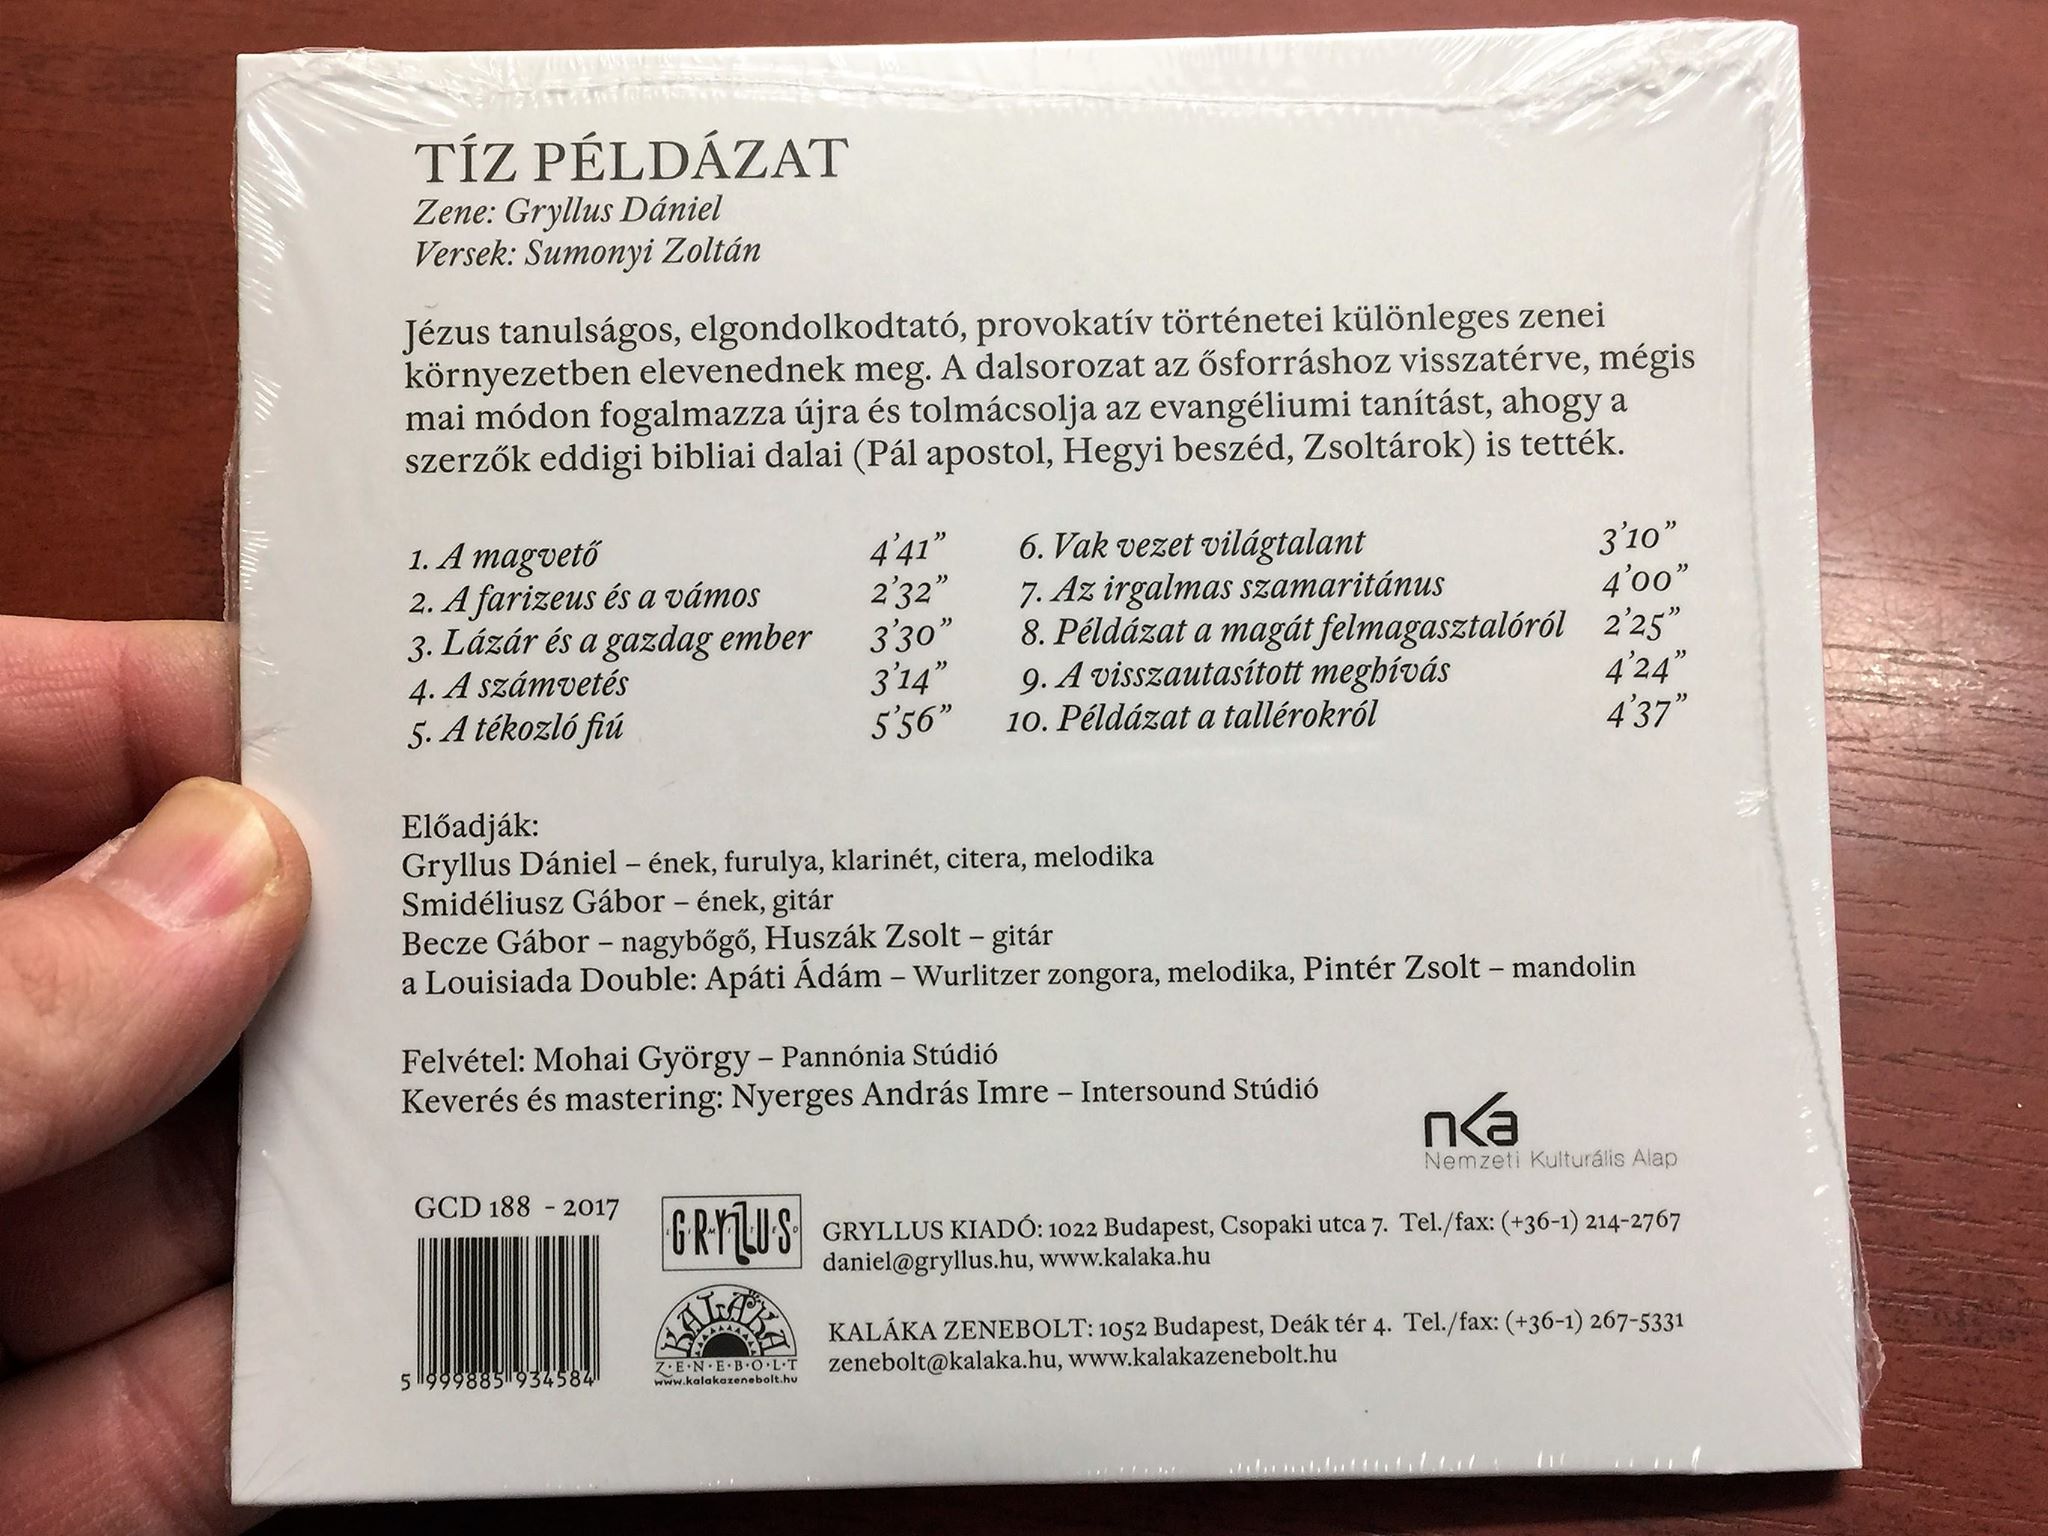 TÍZ PÉLDÁZAT
Zene: Gryllus Dániel
Versek: Sumonyi Zoltán
Jézus tanulságos, elgondolkodtató, provokatív történetei különleges zenei
környezetben elevenednek meg. A dalsorozat az ősforráshoz visszatérve, mégis
mai módon fogalmazza újra és tolmácsolja az evangéliumi tanítást, ahogy a
szerzők eddigi bibliai dalai (Pál apostol, Hegyi beszéd, Zsoltárok) is tették.
1. A magvető 4’41”
2. A farizeus és a vámos 2’32”
3. Lázár és a gazdag ember 3’30”
4. A számvetés 3’14”
5. A tékozló fiú 5’56”
6. Vak vezet világtalant 3’10”
7. Az irgalmas szamaritánus 4’00”
8. Példázat a magát felmagasztalóról 2’25”
9. A visszautasított meghívás 4’24”
10. Példázat a tallérokról 4’37”
Előadják:
Gryllus Dániel – ének, furulya, klarinét, citera, melodika
Smidéliusz Gábor – ének, gitár
Becze Gábor – nagybőgő, Huszák Zsolt – gitár
a Louisiada Double: Apáti Ádám – Wurlitzer zongora, melodika, Pintér Zsolt – mandolin
Felvétel: Mohai György – Pannónia Stúdió
Keverés és mastering: Nyerges András Imre – Intersound Stúdió
nka
Nemzeti Kulturális Alap
GCD 188 - 2017
5 999885 934584
GRYLLUS
LIMITED
GRYLLUS KIADÓ: 1022 Budapest, Csopaki utca 7. Tel./fax: (+36-1) 214-2767
daniel@gryllus.hu, www.kalaka.hu
KALÁKA
Z·E·N·E·B·O·L·T
www.kalakazenebolt.hu
KALÁKA ZENEBOLT: 1052 Budapest, Deák tér 4. Tel./fax: (+36-1) 267-5331
zenebolt@kalaka.hu, www.kalakazenebolt.hu